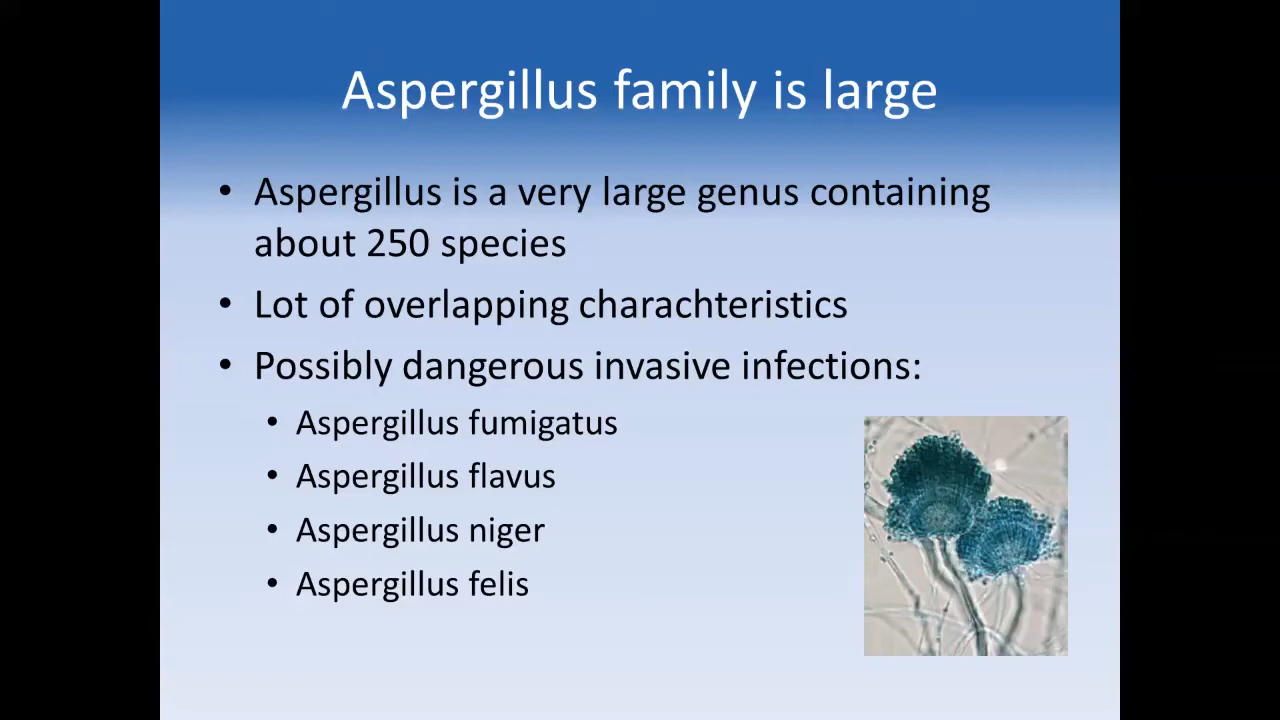 Aspergillus family is large
• Aspergillus is a very large genus containing
about 250 species
• Lot of overlapping charachteristics
• Possibly dangerous invasive infections:
• Aspergillus fumigatus
• Aspergillus flavus
• Aspergillus niger
• Aspergillus felis